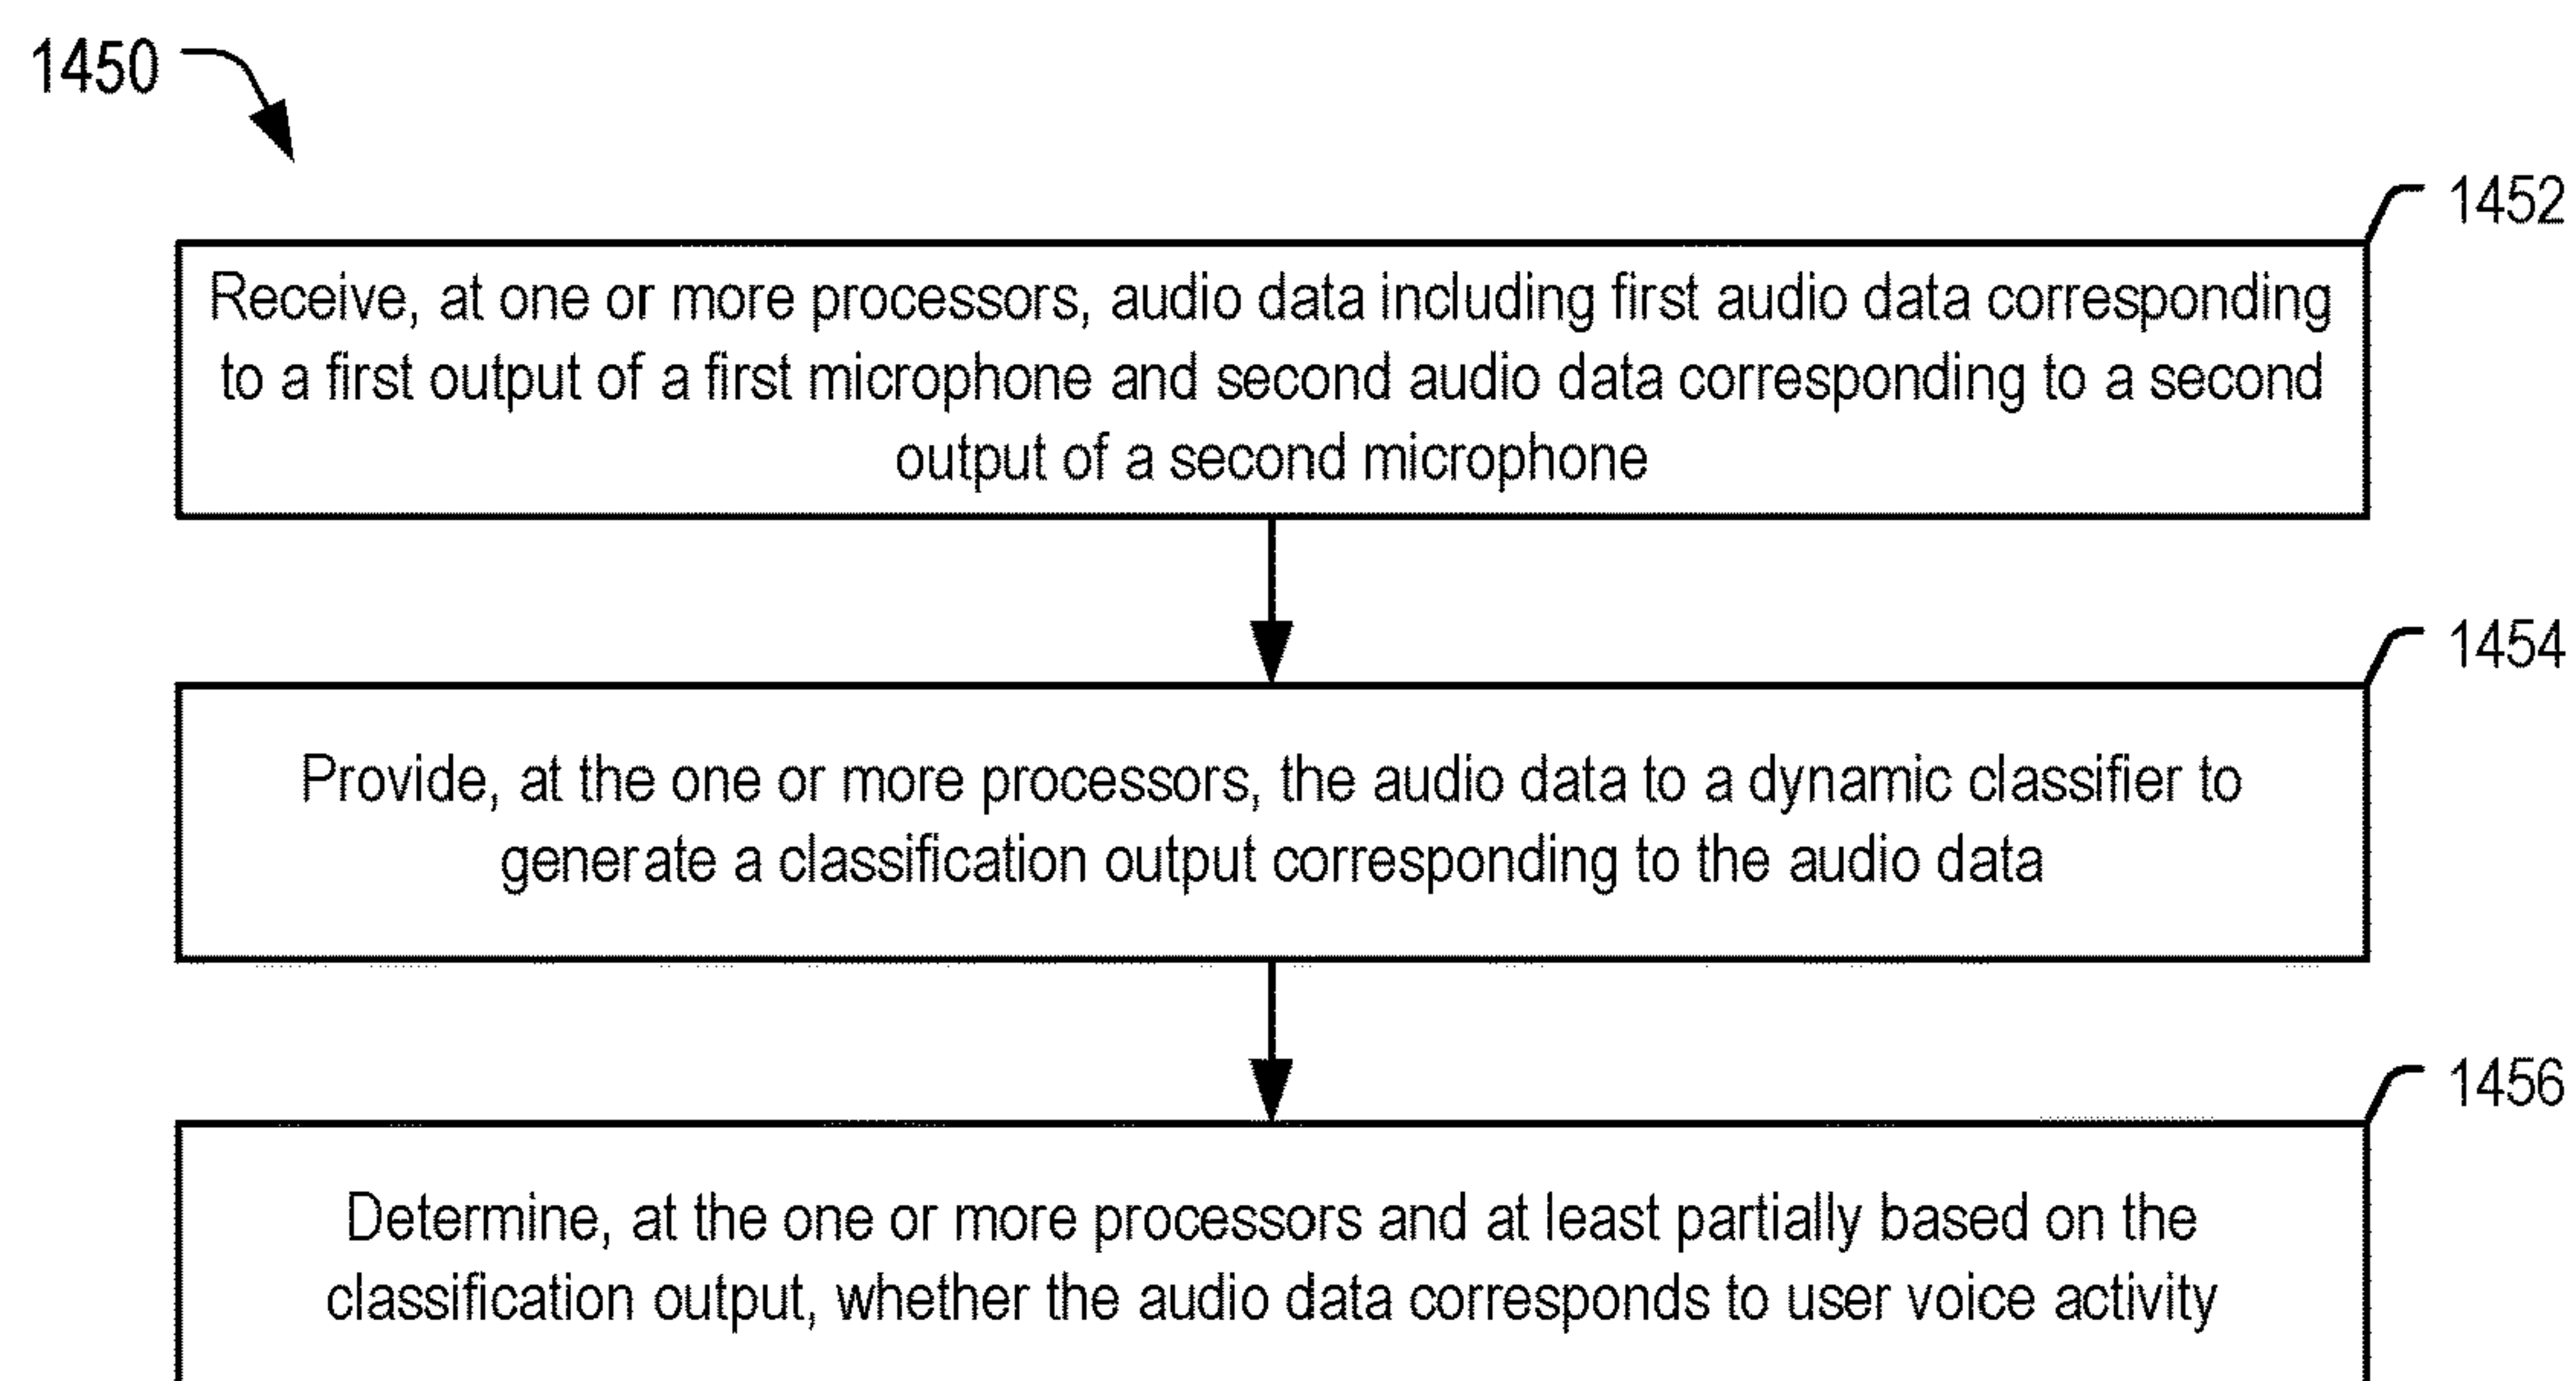 1450
1452
Receive, at one or more processors, audio data including first audio data corresponding
to a first output of a first microphone and second audio data corresponding to a second
output of a second microphone
1454
Provide, at the one or more processors, the audio data to a dynamic classifier to
generate a classification output corresponding to the audio data
1456
Determine, at the one or more processors and at least partially based on the
classification output, whether the audio data corresponds to user voice activity